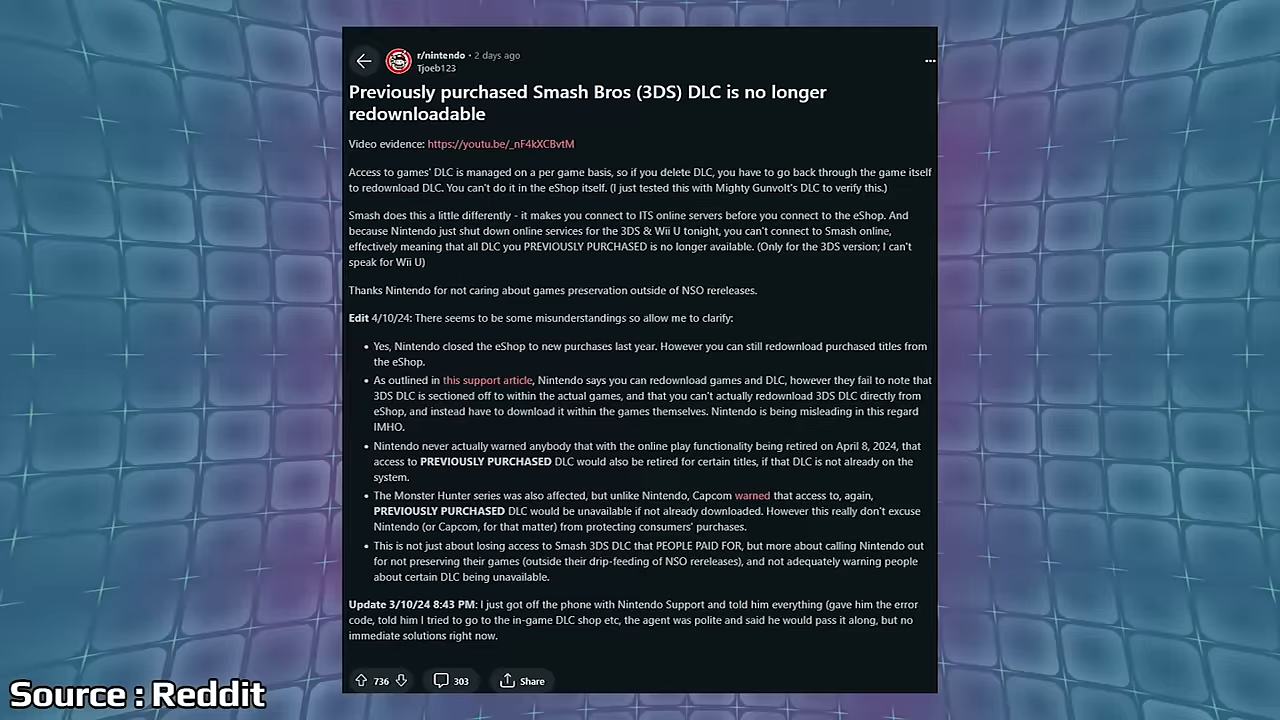 r/nintendo • 2 days ago
Tjoeb123
Previously purchased Smash Bros (3DS) DLC is no longer
redownloadable
Video evidence: https://youtu.be/_nF4kXCBvtM
Access to games' DLC is managed on a per game basis, so if you delete DLC, you have to go back through the game itself
to redownload DLC. You can't do it in the eShop itself. (I just tested this with Mighty Gunvolt's DLC to verify this.)
Smash does this a little differently - it makes you connect to ITS online servers before you connect to the eShop. And
because Nintendo just shut down online services for the 3DS & Wii U tonight, you can't connect to Smash online,
effectively meaning that all DLC you PREVIOUSLY PURCHASED is no longer available. (Only for the 3DS version; I can't
speak for Wii U)
Thanks Nintendo for not caring about games preservation outside of NSO rereleases.
Edit 4/10/24: There seems to be some misunderstandings so allow me to clarify:
• Yes, Nintendo closed the eShop to new purchases last year. However you can still redownload purchased titles from
the eShop.
• As outlined in this support article, Nintendo says you can redownload games and DLC, however they fail to note that
3DS DLC is sectioned off to within the actual games, and that you can't actually redownload 3DS DLC directly from
eShop, and instead have to download it within the games themselves. Nintendo is being misleading in this regard
IMHO.
• Nintendo never actually warned anybody that with the online play functionality being retired on April 8, 2024, that
access to PREVIOUSLY PURCHASED DLC would also be retired for certain titles, if that DLC is not already on the
system.
• The Monster Hunter series was also affected, but unlike Nintendo, Capcom warned that access to, again,
PREVIOUSLY PURCHASED DLC would be unavailable if not already downloaded. However this really don't excuse
Nintendo (or Capcom, for that matter) from protecting consumers' purchases.
• This is not just about losing access to Smash 3DS DLC that PEOPLE PAID FOR, but more about calling Nintendo out
for not preserving their games (outside their drip-feeding of NSO rereleases), and not adequately warning people
about certain DLC being unavailable.
Update 3/10/24 8:43 PM: I just got off the phone with Nintendo Support and told him everything (gave him the error
code, told him I tried to go to the in-game DLC shop etc, the agent was polite and said he would pass it along, but no
immediate solutions right now.
736 303 Share
Source : Reddit